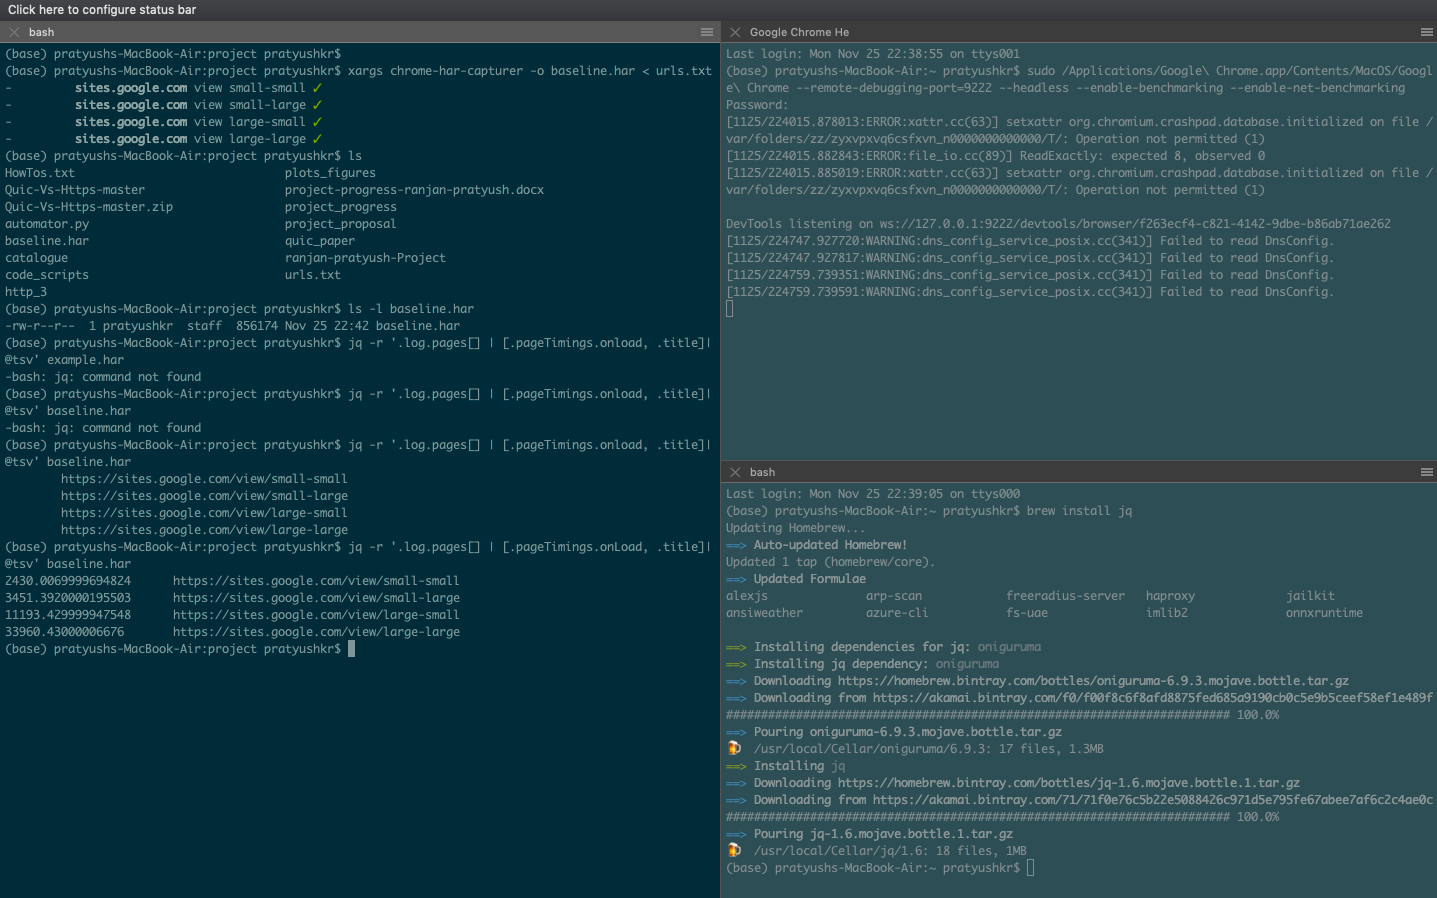 Click here to configure status bar
bash
(base) pratyushs-MacBook-Air:project pratyushkr$
(base) pratyushs-MacBook-Air:project pratyushkr$ xargs chrome-har-capturer -o baseline.har < urls.txt
- sites.google.com view small-small ✓
- sites.google.com view small-large ✓
- sites.google.com view large-small ✓
- sites.google.com view large-large ✓
(base) pratyushs-MacBook-Air:project pratyushkr$ ls
HowTos.txt plots_figures
Quic-Vs-Https-master project-progress-ranjan-pratyush.docx
Quic-Vs-Https-master.zip project_progress
automator.py project_proposal
baseline.har quic_paper
catalogue ranjan-pratyush-Project
code_scripts urls.txt
http_3
(base) pratyushs-MacBook-Air:project pratyushkr$ ls -l baseline.har
-rw-r--r-- 1 pratyushkr staff 856174 Nov 25 22:42 baseline.har
(base) pratyushs-MacBook-Air:project pratyushkr$ jq -r '.log.pages[] | [.pageTimings.onload, .title]|
@tsv' example.har
-bash: jq: command not found
(base) pratyushs-MacBook-Air:project pratyushkr$ jq -r '.log.pages[] | [.pageTimings.onload, .title]|
@tsv' baseline.har
-bash: jq: command not found
(base) pratyushs-MacBook-Air:project pratyushkr$ jq -r '.log.pages[] | [.pageTimings.onload, .title]|
@tsv' baseline.har
https://sites.google.com/view/small-small
https://sites.google.com/view/small-large
https://sites.google.com/view/large-small
https://sites.google.com/view/large-large
(base) pratyushs-MacBook-Air:project pratyushkr$ jq -r '.log.pages[] | [.pageTimings.onLoad, .title]|
@tsv' baseline.har
2430.0069999694824 https://sites.google.com/view/small-small
3451.3920000195503 https://sites.google.com/view/small-large
11193.429999947548 https://sites.google.com/view/large-small
33960.43000006676 https://sites.google.com/view/large-large
(base) pratyushs-MacBook-Air:project pratyushkr$
Google Chrome He
Last login: Mon Nov 25 22:38:55 on ttys001
(base) pratyushs-MacBook-Air:~ pratyushkr$ sudo /Applications/Google\ Chrome.app/Contents/MacOS/Googl
e\ Chrome --remote-debugging-port=9222 --headless --enable-benchmarking --enable-net-benchmarking
Password:
[1125/224015.878013:ERROR:xattr.cc(63)] setxattr org.chromium.crashpad.database.initialized on file /
var/folders/zz/zyxvpxvq6csfxvn_n0000000000000/T/: Operation not permitted (1)
[1125/224015.882843:ERROR:file_io.cc(89)] ReadExactly: expected 8, observed 0
[1125/224015.885019:ERROR:xattr.cc(63)] setxattr org.chromium.crashpad.database.initialized on file /
var/folders/zz/zyxvpxvq6csfxvn_n0000000000000/T/: Operation not permitted (1)
DevTools listening on ws://127.0.0.1:9222/devtools/browser/f263ecf4-c821-4142-9dbe-b86ab71ae262
[1125/224747.927720:WARNING:dns_config_service_posix.cc(341)] Failed to read DnsConfig.
[1125/224747.927817:WARNING:dns_config_service_posix.cc(341)] Failed to read DnsConfig.
[1125/224759.739351:WARNING:dns_config_service_posix.cc(341)] Failed to read DnsConfig.
[1125/224759.739591:WARNING:dns_config_service_posix.cc(341)] Failed to read DnsConfig.
bash
Last login: Mon Nov 25 22:39:05 on ttys000
(base) pratyushs-MacBook-Air:~ pratyushkr$ brew install jq
Updating Homebrew...
==> Auto-updated Homebrew!
Updated 1 tap (homebrew/core).
==> Updated Formulae
alexjs arp-scan freeradius-server haproxy jailkit
ansiweather azure-cli fs-uae imlib2 onnxruntime
==> Installing dependencies for jq: oniguruma
==> Installing jq dependency: oniguruma
==> Downloading https://homebrew.bintray.com/bottles/oniguruma-6.9.3.mojave.bottle.tar.gz
==> Downloading from https://akamai.bintray.com/f0/f00f8c6f8afd8875fed685a9190cb0c5e9b5ceef58ef1e489f
######################################################################## 100.0%
==> Pouring oniguruma-6.9.3.mojave.bottle.tar.gz
🍺 /usr/local/Cellar/oniguruma/6.9.3: 17 files, 1.3MB
==> Installing jq
==> Downloading https://homebrew.bintray.com/bottles/jq-1.6.mojave.bottle.1.tar.gz
==> Downloading from https://akamai.bintray.com/71/71f0e76c5b22e5088426c971d5e795fe67abee7af6c2c4ae0c
######################################################################## 100.0%
==> Pouring jq-1.6.mojave.bottle.1.tar.gz
🍺 /usr/local/Cellar/jq/1.6: 18 files, 1MB
(base) pratyushs-MacBook-Air:~ pratyushkr$